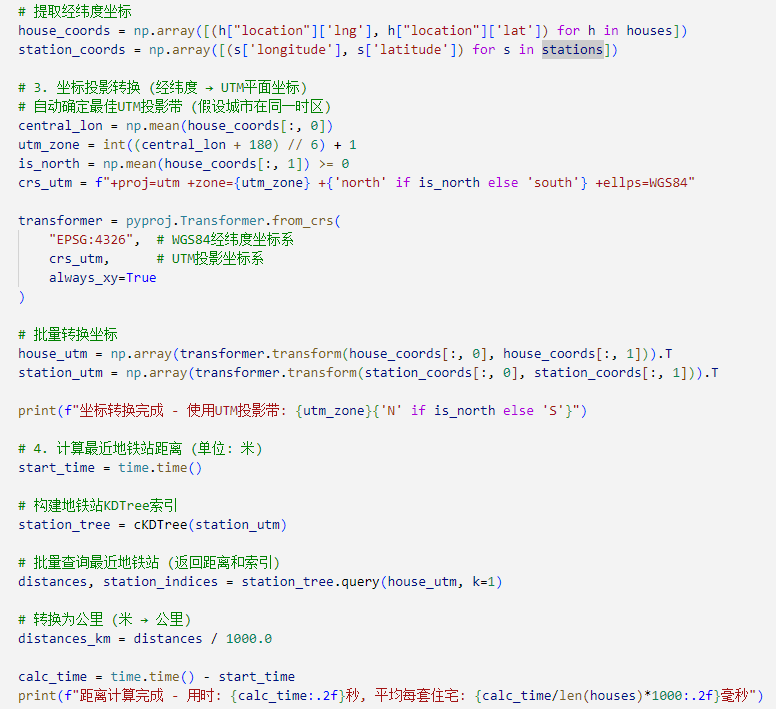 # 提取经纬度坐标
house_coords = np.array([(h["location"]['lng'], h["location"]['lat']) for h in houses])
station_coords = np.array([(s['longitude'], s['latitude']) for s in stations])
# 3. 坐标投影转换 (经纬度 → UTM平面坐标)
# 自动确定最佳UTM投影带 (假设城市在同一时区)
central_lon = np.mean(house_coords[:, 0])
utm_zone = int((central_lon + 180) // 6) + 1
is_north = np.mean(house_coords[:, 1]) >= 0
crs_utm = f"+proj=utm +zone={utm_zone} +{'north' if is_north else 'south'} +ellps=WGS84"
transformer = pyproj.Transformer.from_crs(
    "EPSG:4326",  # WGS84经纬度坐标系
    crs_utm,      # UTM投影坐标系
    always_xy=True
)
# 批量转换坐标
house_utm = np.array(transformer.transform(house_coords[:, 0], house_coords[:, 1])).T
station_utm = np.array(transformer.transform(station_coords[:, 0], station_coords[:, 1])).T
print(f"坐标转换完成 - 使用UTM投影带: {utm_zone}{'N' if is_north else 'S'}")
# 4. 计算最近地铁站距离 (单位: 米)
start_time = time.time()
# 构建地铁站KDTree索引
station_tree = cKDTree(station_utm)
# 批量查询最近地铁站 (返回距离和索引)
distances, station_indices = station_tree.query(house_utm, k=1)
# 转换为公里 (米 → 公里)
distances_km = distances / 1000.0
calc_time = time.time() - start_time
print(f"距离计算完成 - 用时: {calc_time:.2f}秒, 平均每套住宅: {calc_time/len(houses)*1000:.2f}毫秒")